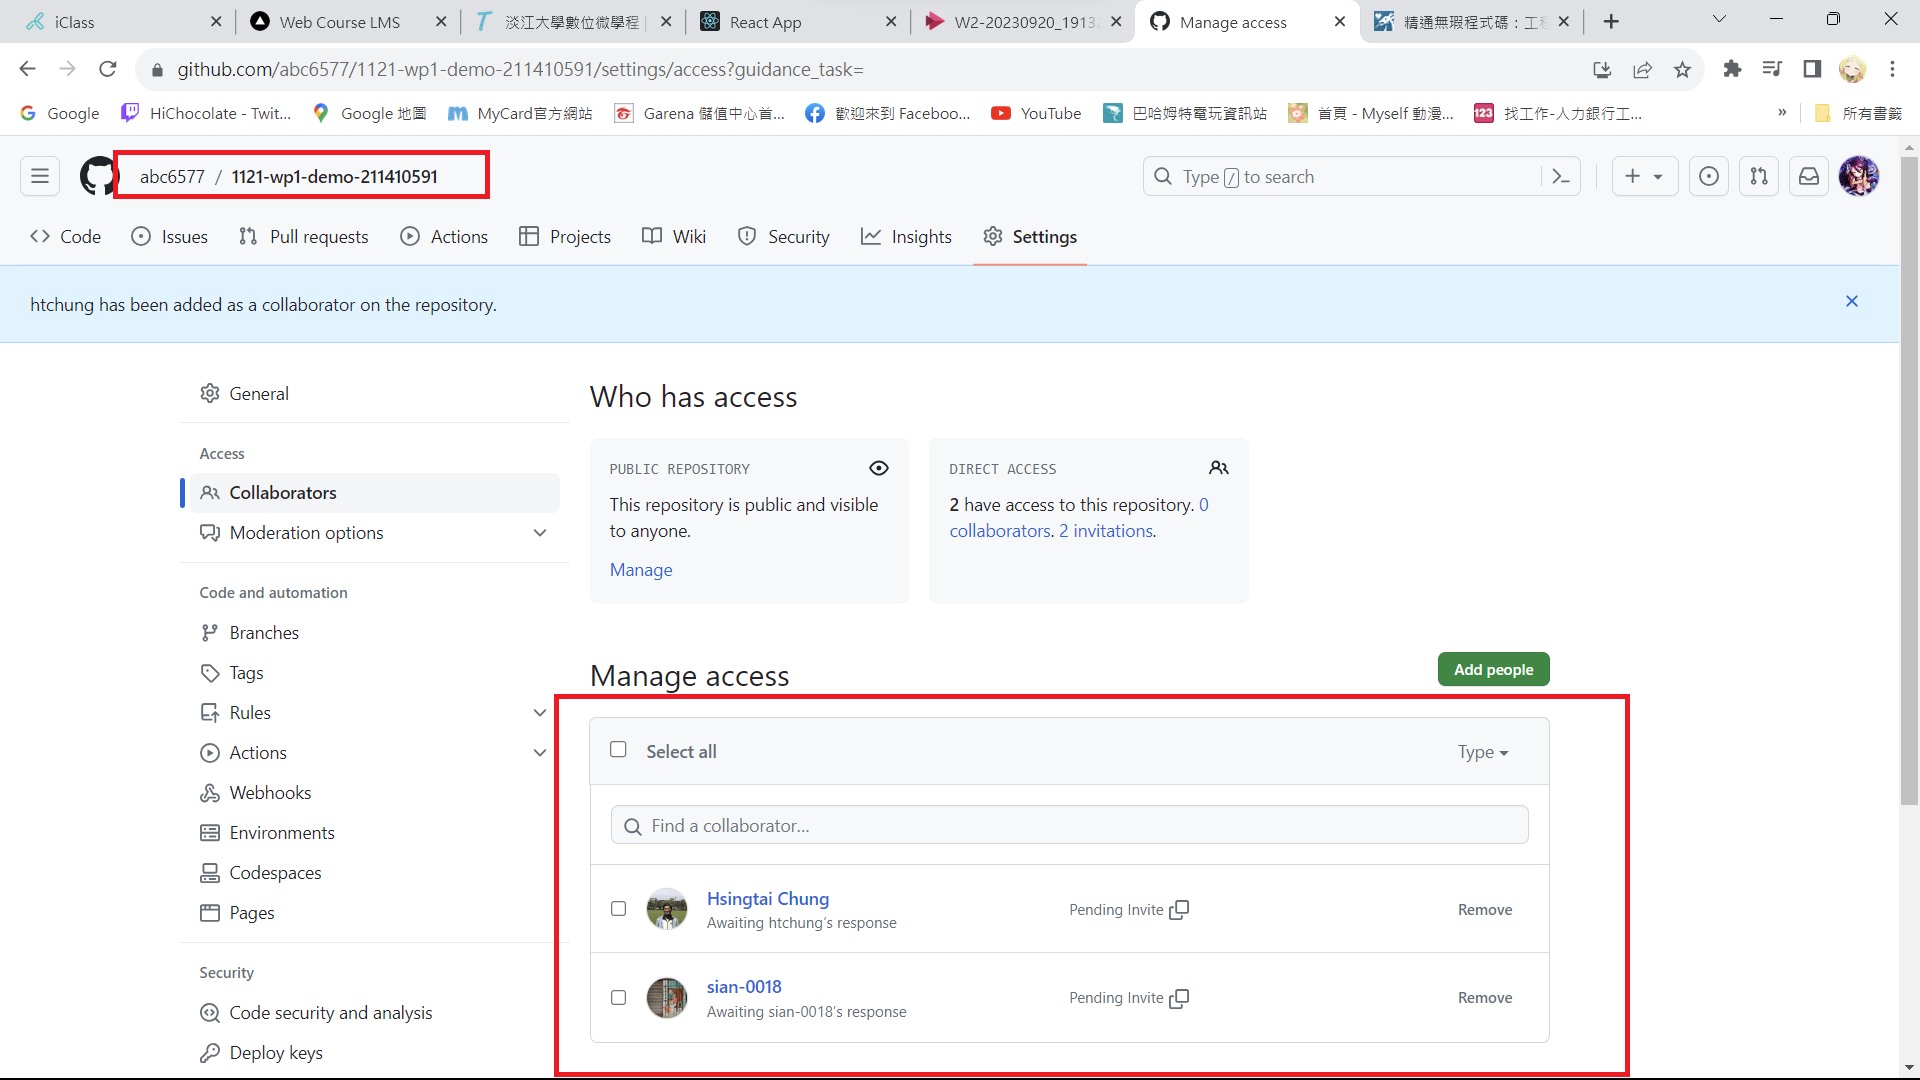 iClass
Web Course LMS
淡江大學數位微學程 |
React App
W2-20230920_1913
Manage access
精通無瑕程式碼：工
github.com/abc6577/1121-wp1-demo-211410591/settings/access?guidance_task=
Google
HiChocolate - Twit...
Google 地圖
MyCard官方網站
Garena 儲值中心首...
歡迎來到 Faceboo...
YouTube
巴哈姆特電玩資訊站
首頁 - Myself 動漫...
123
找工作-人力銀行工...
»
所有書籤
abc6577 / 1121-wp1-demo-211410591
Type / to search
Code
Issues
Pull requests
Actions
Projects
Wiki
Security
Insights
Settings
htchung has been added as a collaborator on the repository.
General
Access
Collaborators
Moderation options
Code and automation
Branches
Tags
Rules
Actions
Webhooks
Environments
Codespaces
Pages
Security
Code security and analysis
Deploy keys
Who has access
PUBLIC REPOSITORY
This repository is public and visible
to anyone.
Manage
DIRECT ACCESS
2 have access to this repository. 0
collaborators. 2 invitations.
Manage access
Add people
Select all
Type
Find a collaborator...
Hsingtai Chung
Awaiting htchung's response
Pending Invite
Remove
sian-0018
Awaiting sian-0018's response
Pending Invite
Remove